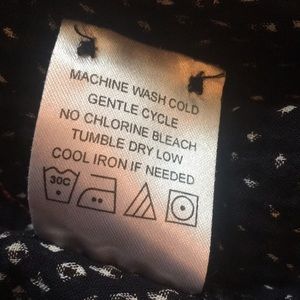 MACHINE WASH COLD
GENTLE CYCLE
NO CHLORINE BLEACH
TUMBLE DRY LOW
COOL IRON IF NEEDED
30C